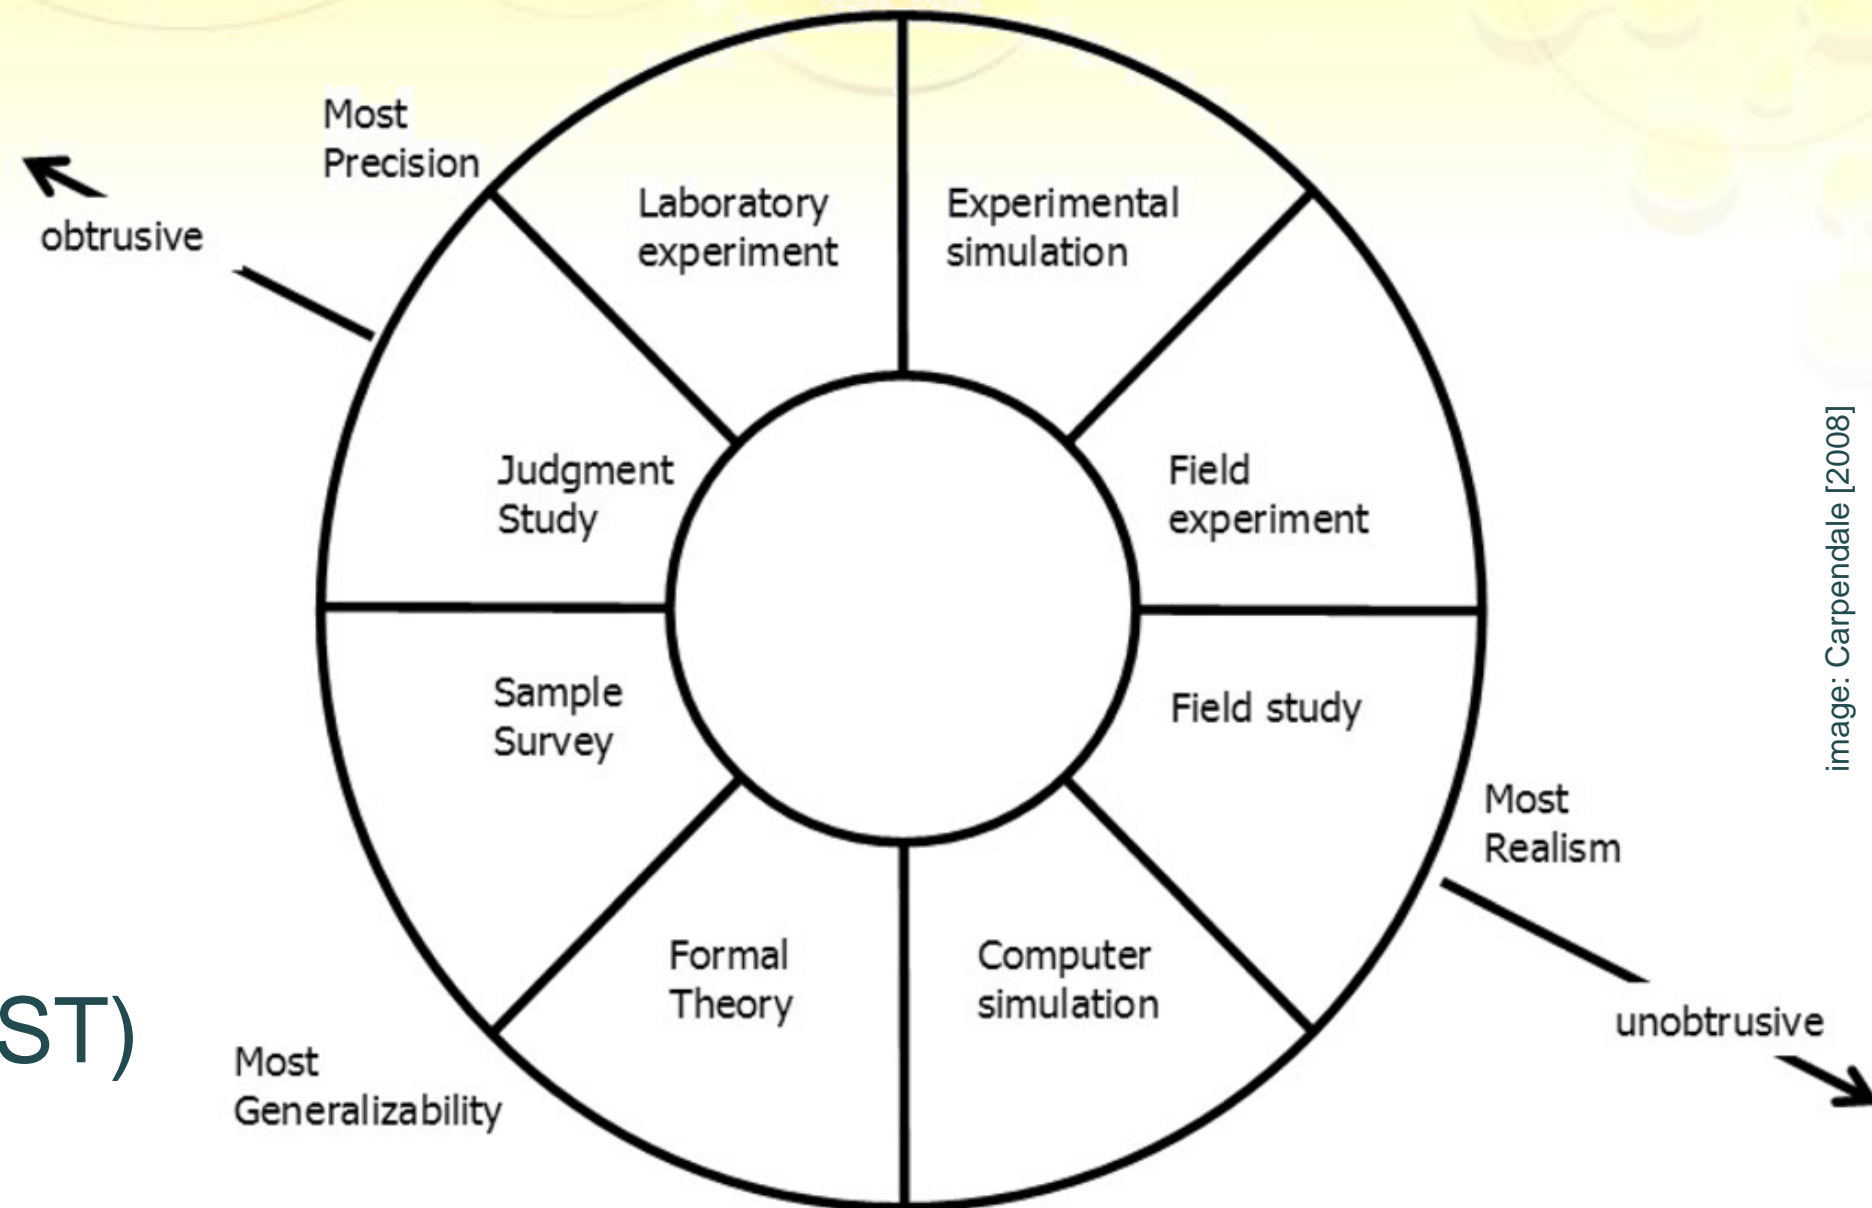 Most
Precision
obtrusive
Laboratory
experiment
Experimental
simulation
Judgment
Study
Field
experiment
Sample
Survey
Field study
Most
Realism
Formal
Theory
Computer
simulation
unobtrusive
ST)
Most
Generalizability
image: Carpendale [2008]